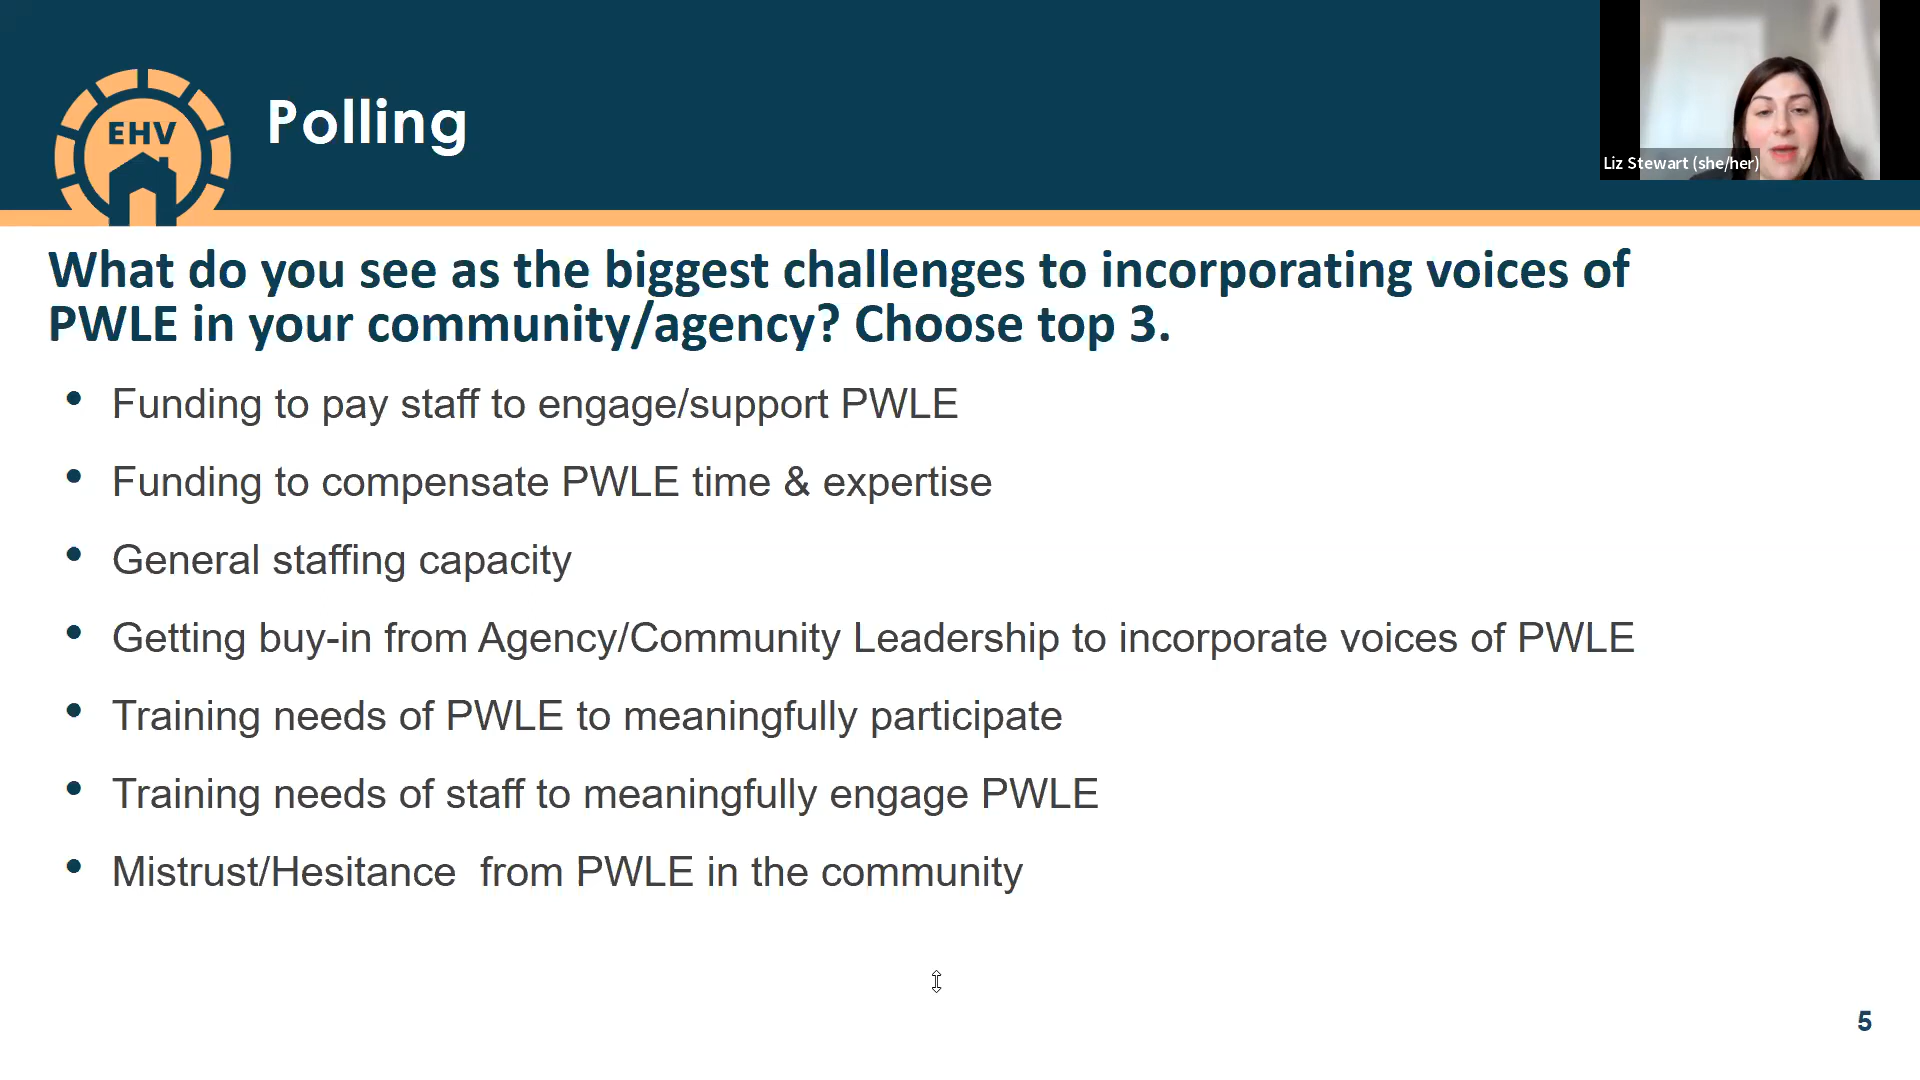 EHV
Polling
Liz Stewart (she/her)
What do you see as the biggest challenges to incorporating voices of
PWLE in your community/agency? Choose top 3.
• Funding to pay staff to engage/support PWLE
• Funding to compensate PWLE time & expertise
• General staffing capacity
• Getting buy-in from Agency/Community Leadership to incorporate voices of PWLE
• Training needs of PWLE to meaningfully participate
• Training needs of staff to meaningfully engage PWLE
• Mistrust/Hesitance  from PWLE in the community
5